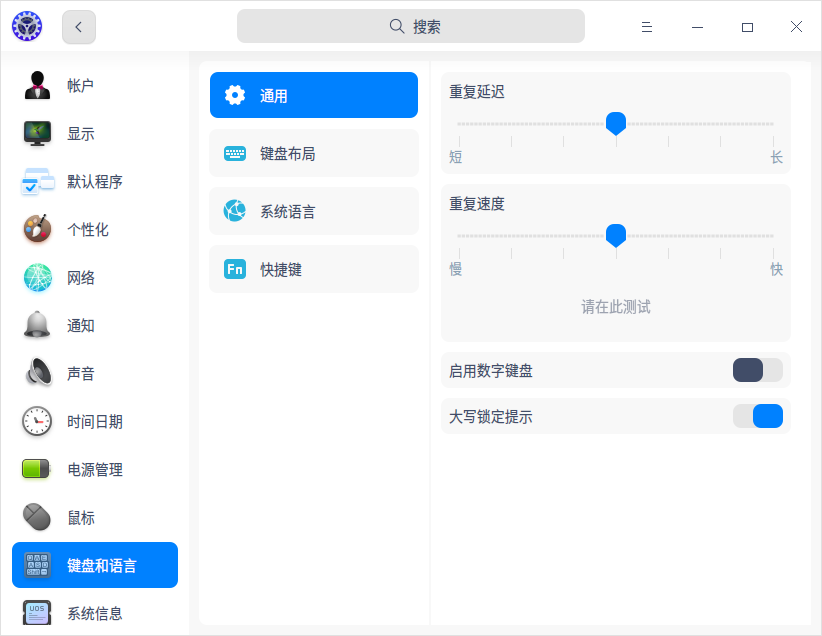 搜索
帐户
显示
默认程序
个性化
网络
通知
声音
时间日期
电源管理
鼠标
键盘和语言
系统信息
通用
键盘布局
系统语言
Fn
快捷键
重复延迟
短
长
重复速度
慢
快
请在此测试
启用数字键盘
大写锁定提示
UOS